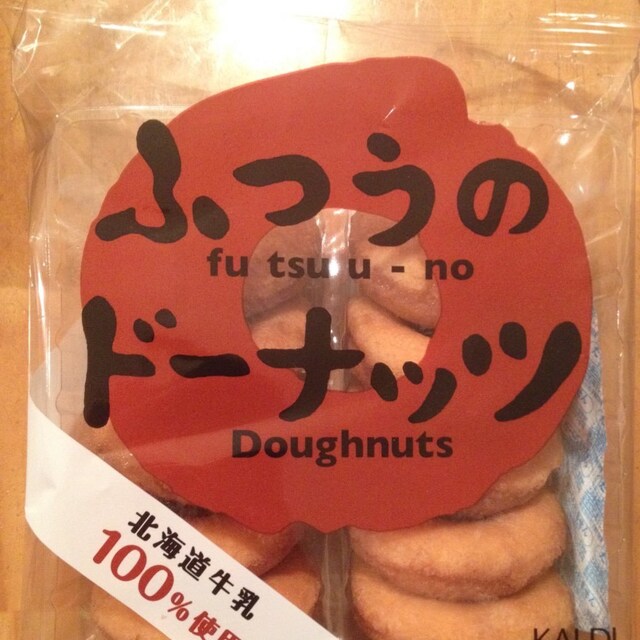 ふつうの
fu tsu u - no
ドーナッツ
Doughnuts
北海道牛乳
100%使用
KALDI